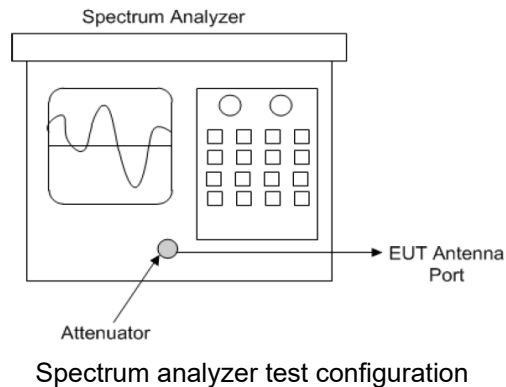 Spectrum Analyzer
EUT Antenna
Port
Attenuator
Spectrum analyzer test configuration